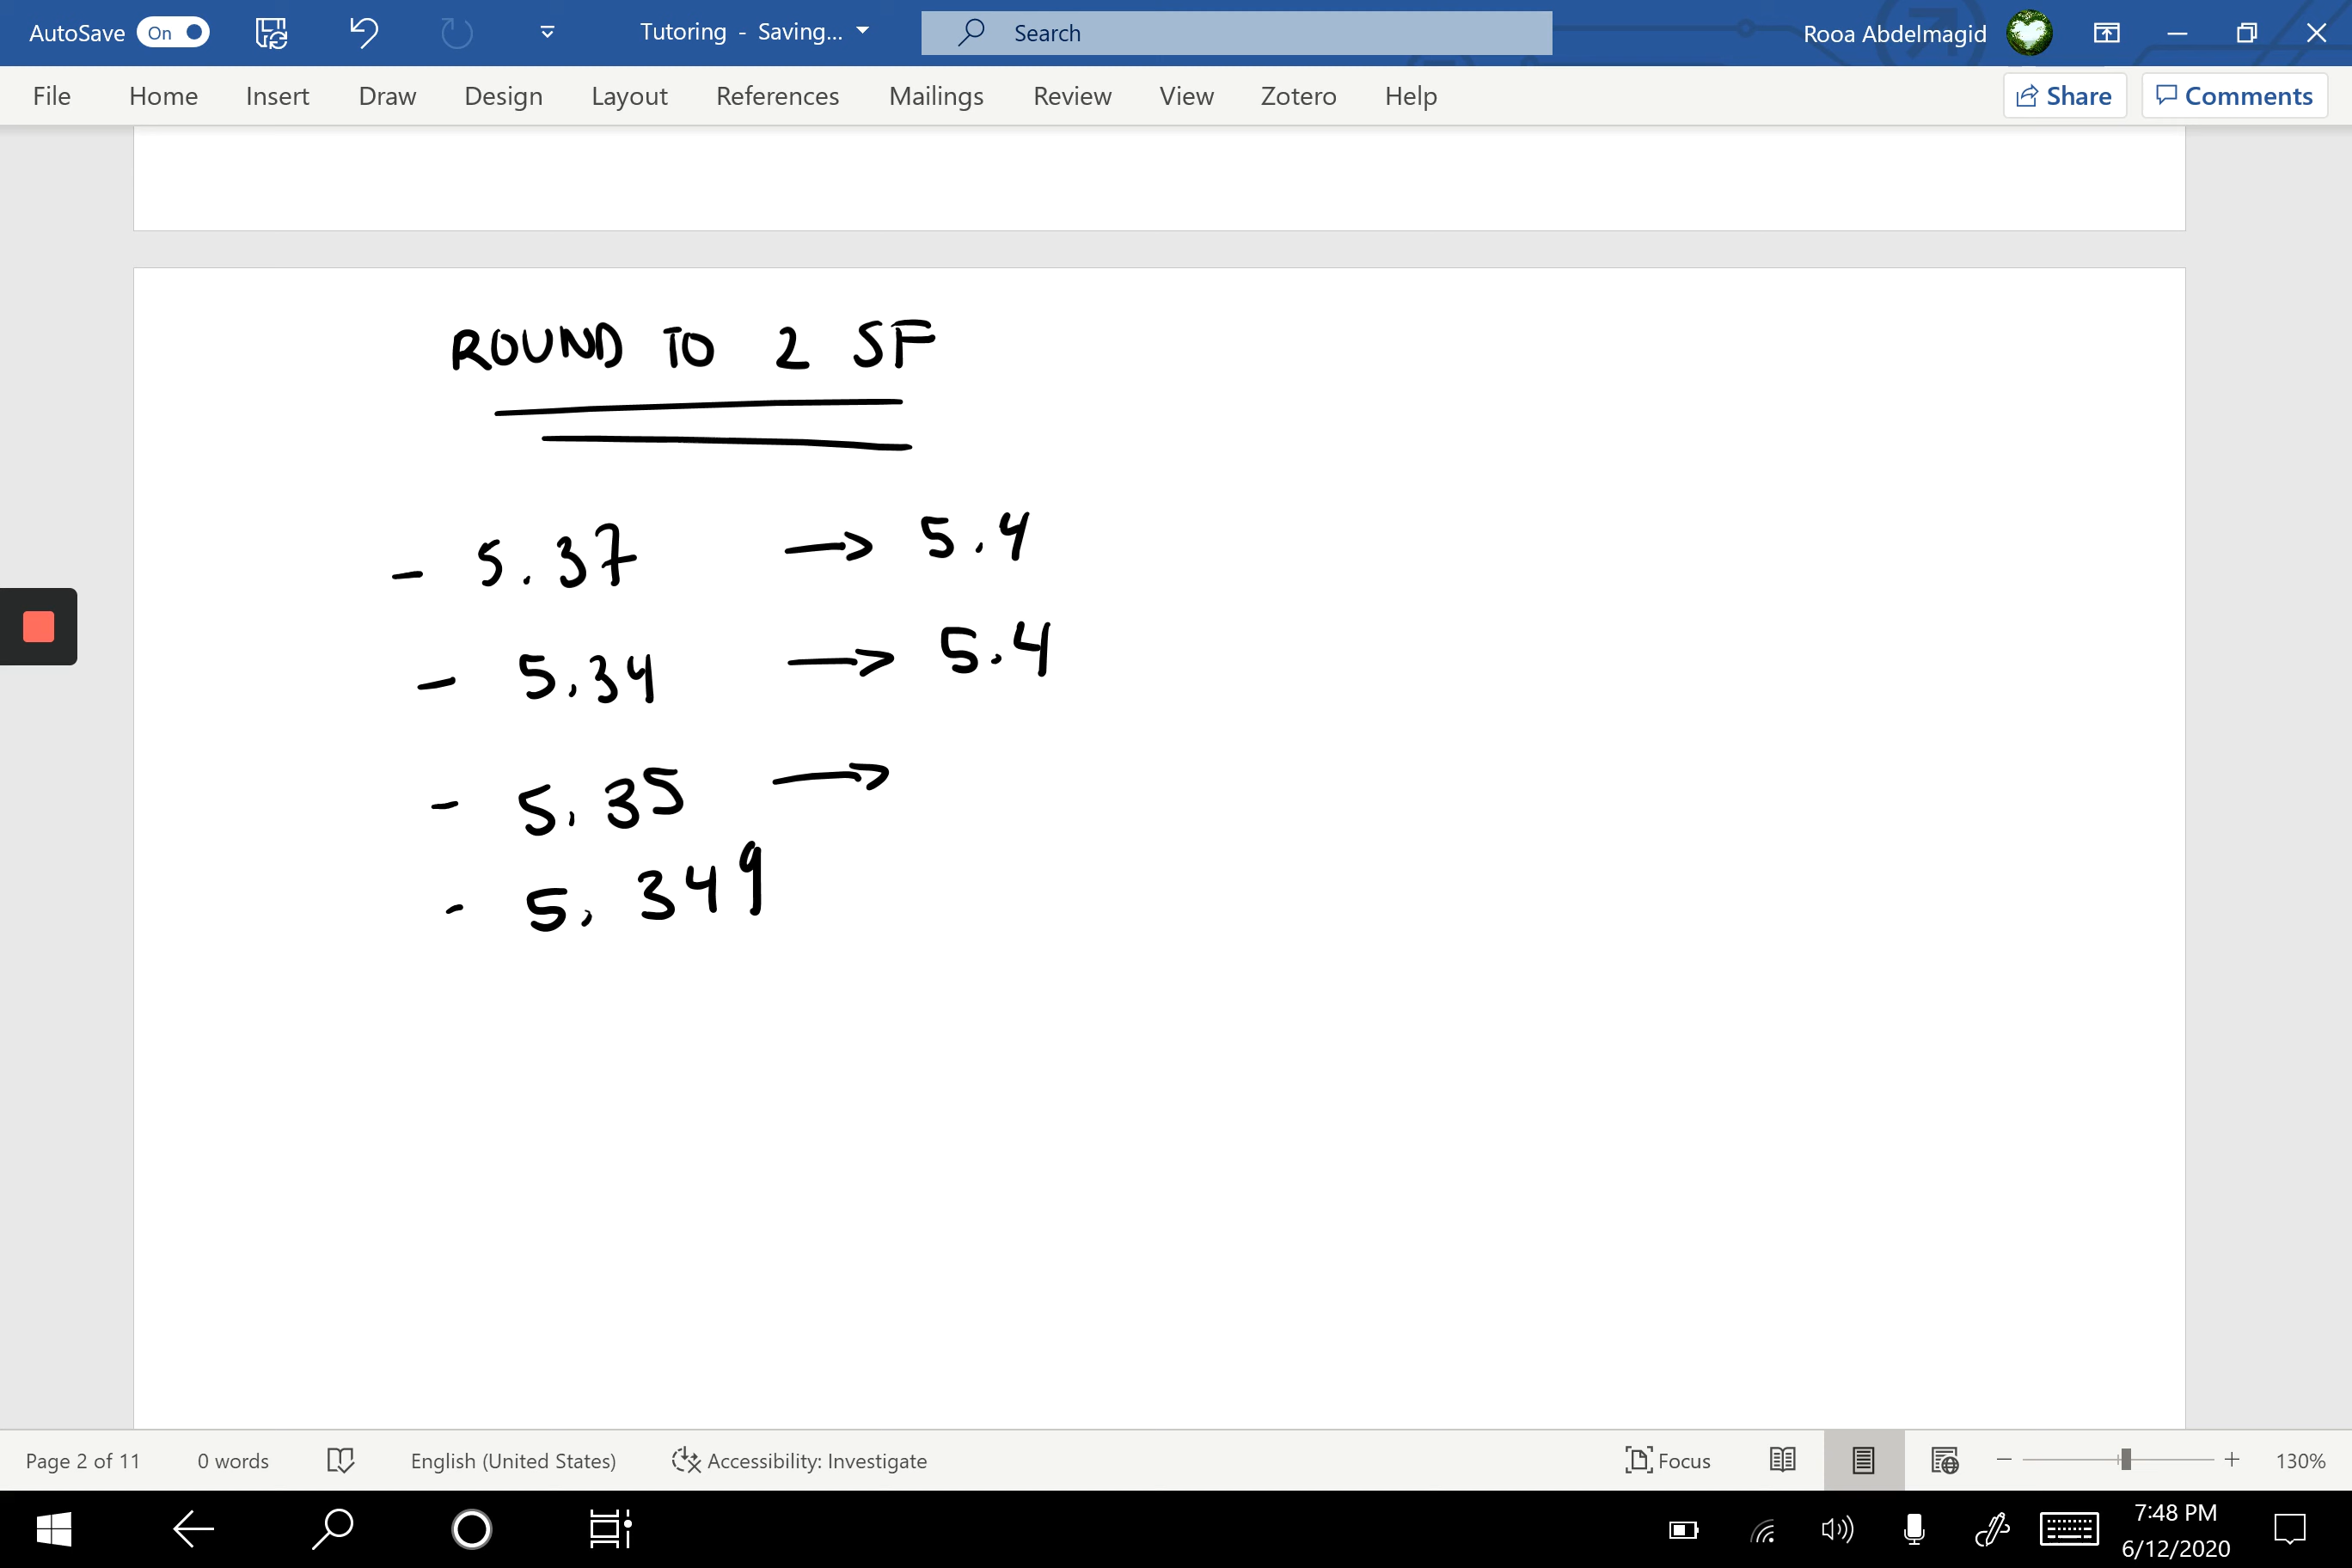 AutoSave On Tutoring - Saving... Search Rooa Abdelmagid
File Home Insert Draw Design Layout References Mailings Review View Zotero Help Share Comments
ROUND TO 2 SF
- 5.37 → 5.4
- 5.34 → 5.4
- 5.35 →
- 5.349
Page 2 of 11 0 words English (United States) Accessibility: Investigate Focus 130%
7:48 PM
6/12/2020